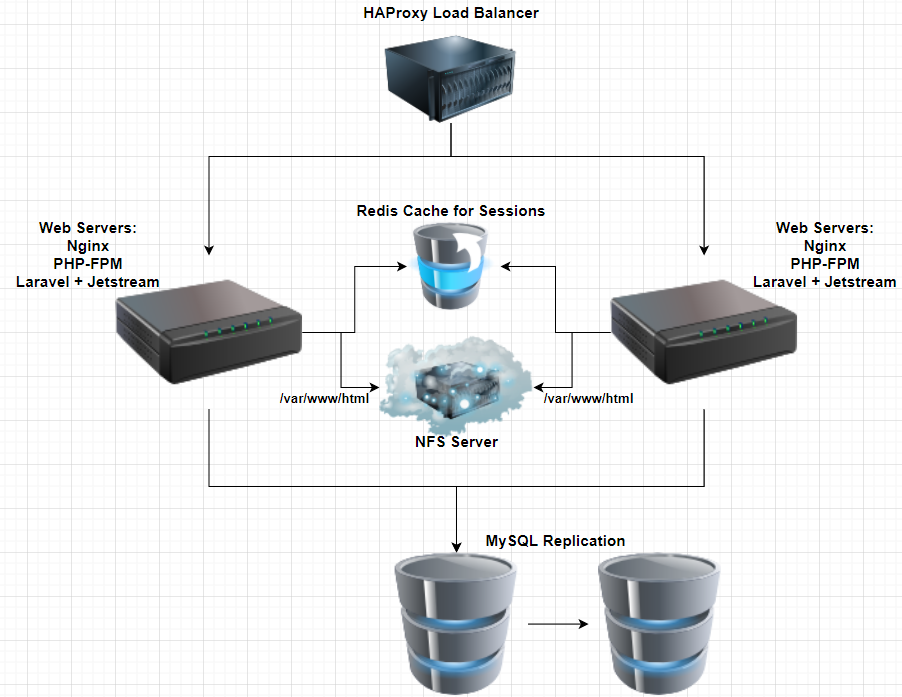 HAProxy Load Balancer
Redis Cache for Sessions
Web Servers:
Nginx
PHP-FPM
Laravel + Jetstream
Web Servers:
Nginx
PHP-FPM
Laravel + Jetstream
/var/www/html
/var/www/html
NFS Server
MySQL Replication